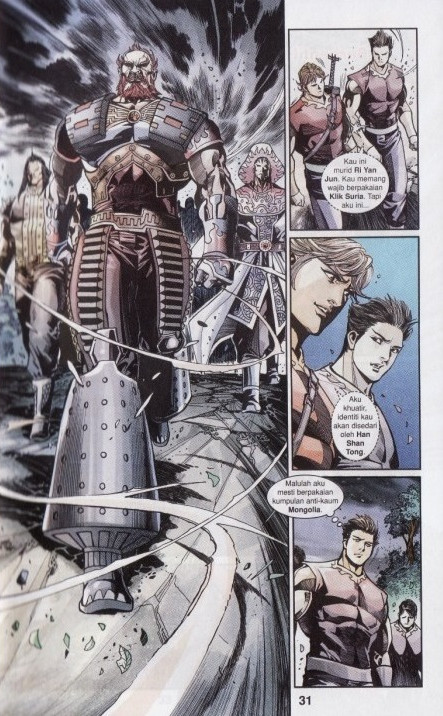 Kau ini
murid Ri Yan
Jun. Kau memang
wajib berpakaian
Klik Suria. Tapi
aku ini...
Aku
khuatir,
identiti kau
akan disedari
oleh Han
Shan
Tong.
Malulah aku
mesti berpakaian
kumpulan anti-kaum
Mongolia.
31